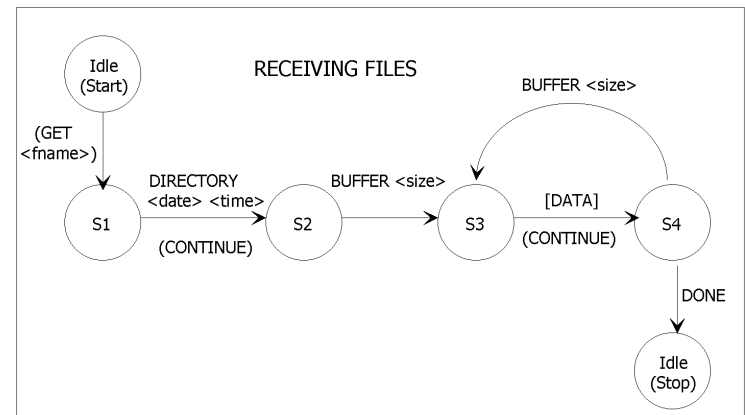 Idle
(Start)
RECEIVING FILES
BUFFER <size>
(GET
<fname>)
DIRECTORY
<date> <time>
BUFFER <size>
[DATA]
S1
S2
S3
S4
(CONTINUE)
(CONTINUE)
DONE
Idle
(Stop)